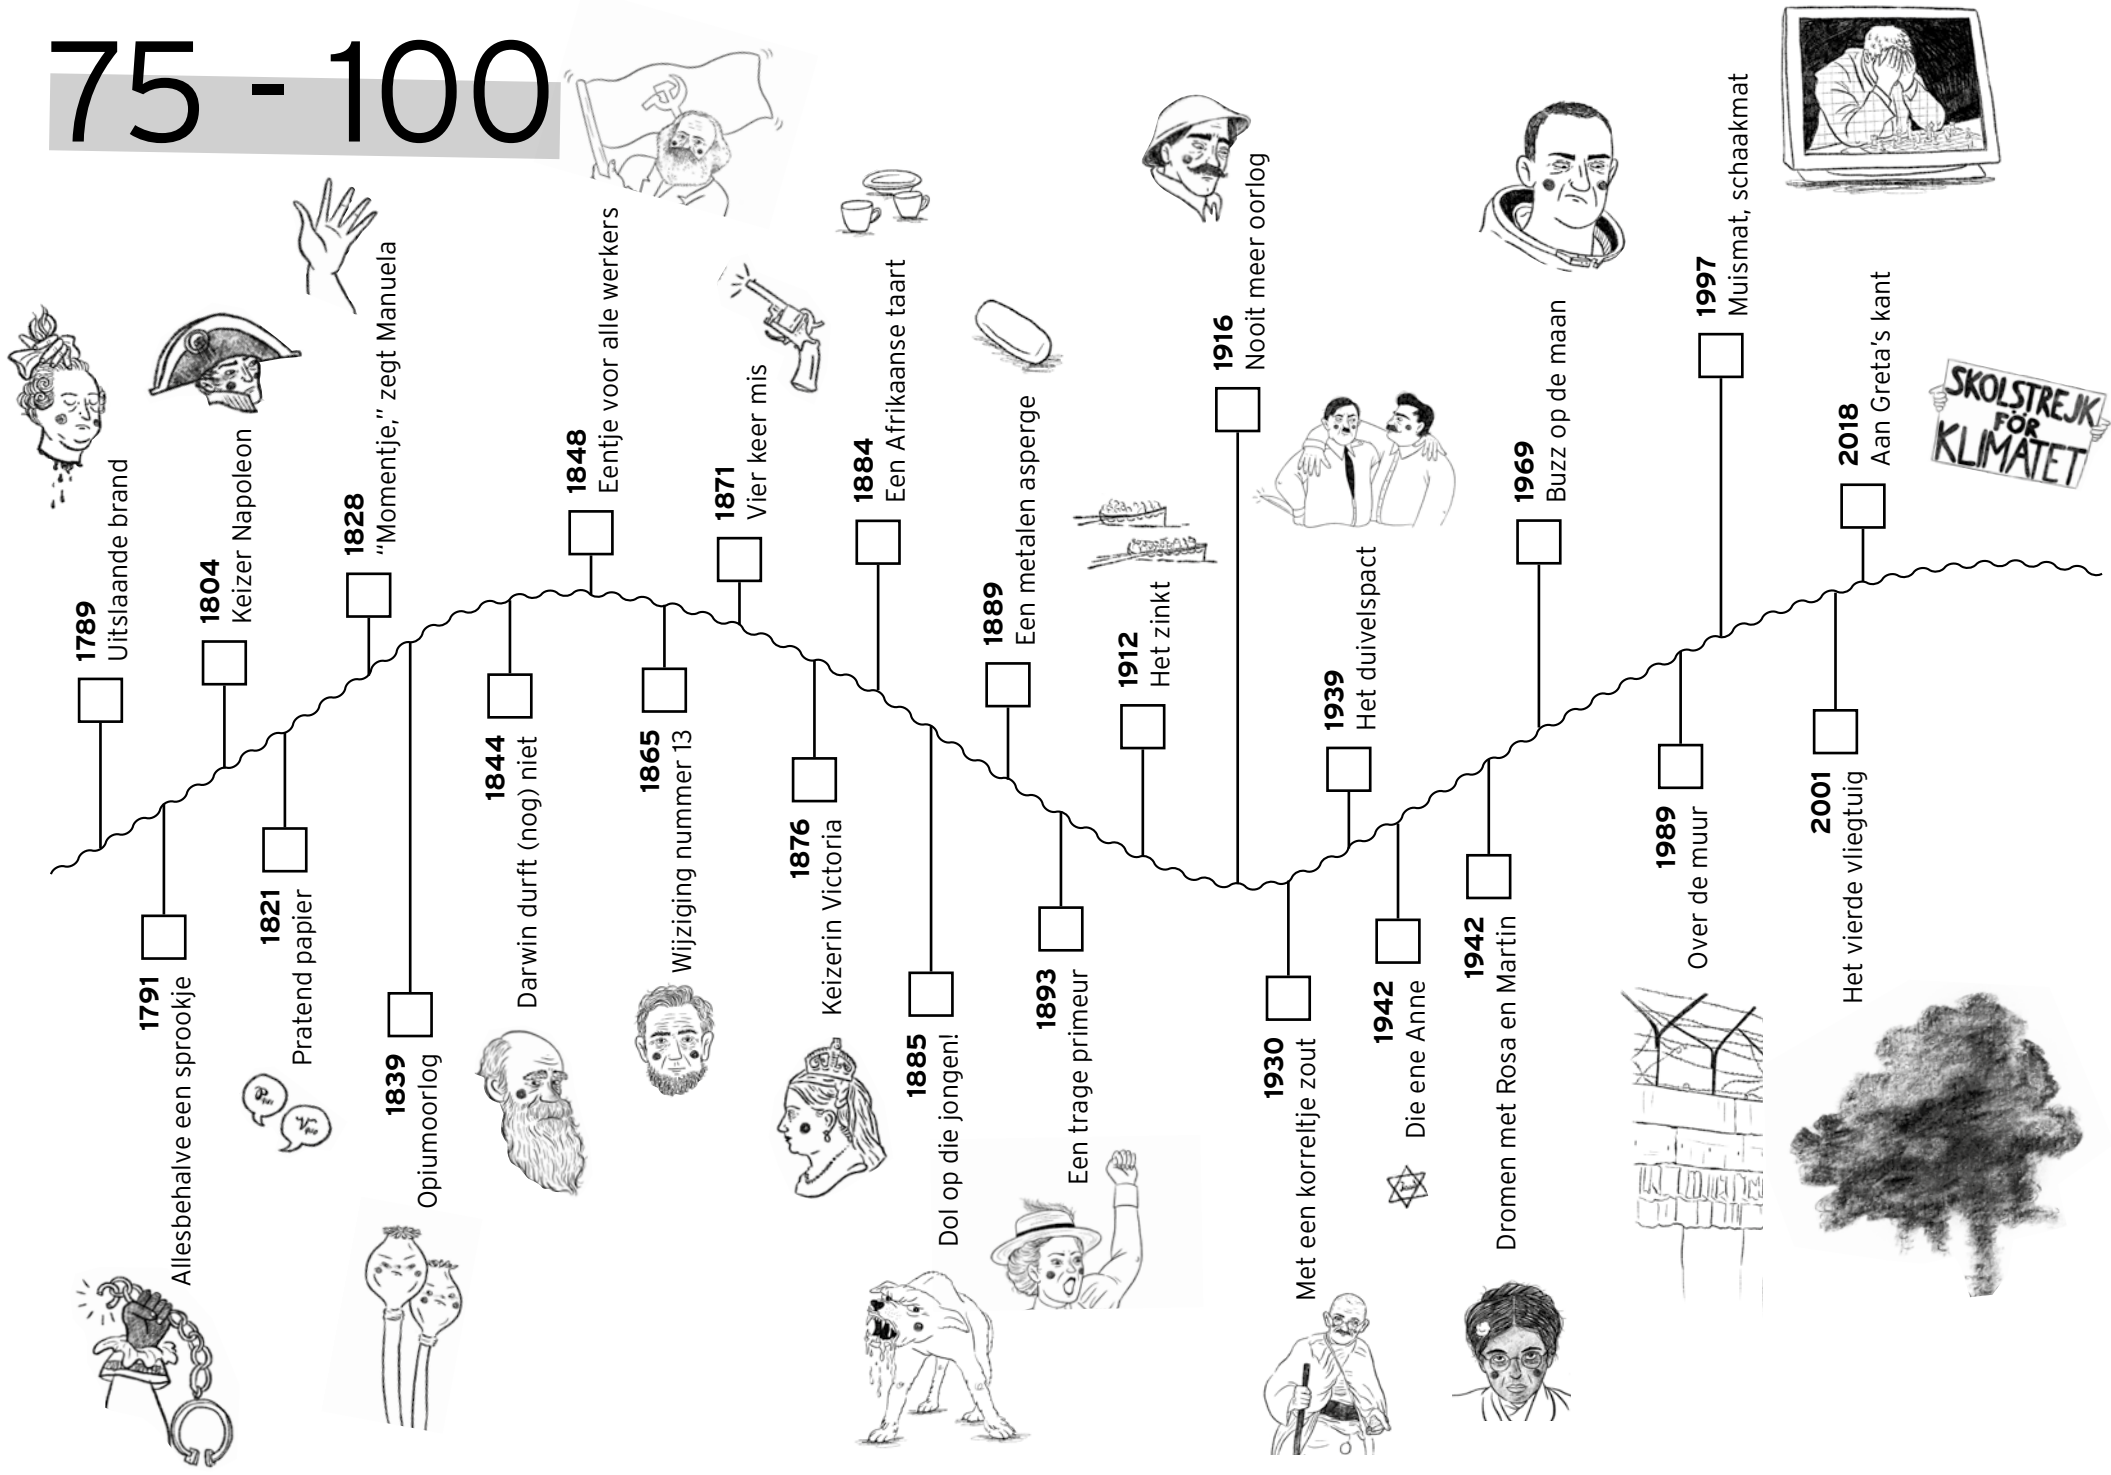 75 - 100
1789
Uitslaande brand
1791
Allesbehalve een sprookje
1804
Keizer Napoleon
1821
Pratend papier
1828
“Momentje,” zegt Manuela
1839
Opiumoorlog
1844
Darwin durft (nog) niet
1848
Eentje voor alle werkers
1865
Wijziging nummer 13
1871
Vier keer mis
1876
Keizerin Victoria
1884
Een Afrikaanse taart
1885
Dol op die jongen!
1889
Een metalen asperge
1893
Een trage primeur
1912
Het zinkt
1916
Nooit meer oorlog
1930
Met een korreltje zout
1939
Het duivelspact
1942
Die ene Anne
1942
Dromen met Rosa en Martin
1969
Buzz op de maan
1989
Over de muur
1997
Muismat, schaakmat
2001
Het vierde vliegtuig
2018
Aan Greta’s kant
SKOLSTREJK
FÖR
KLIMATET